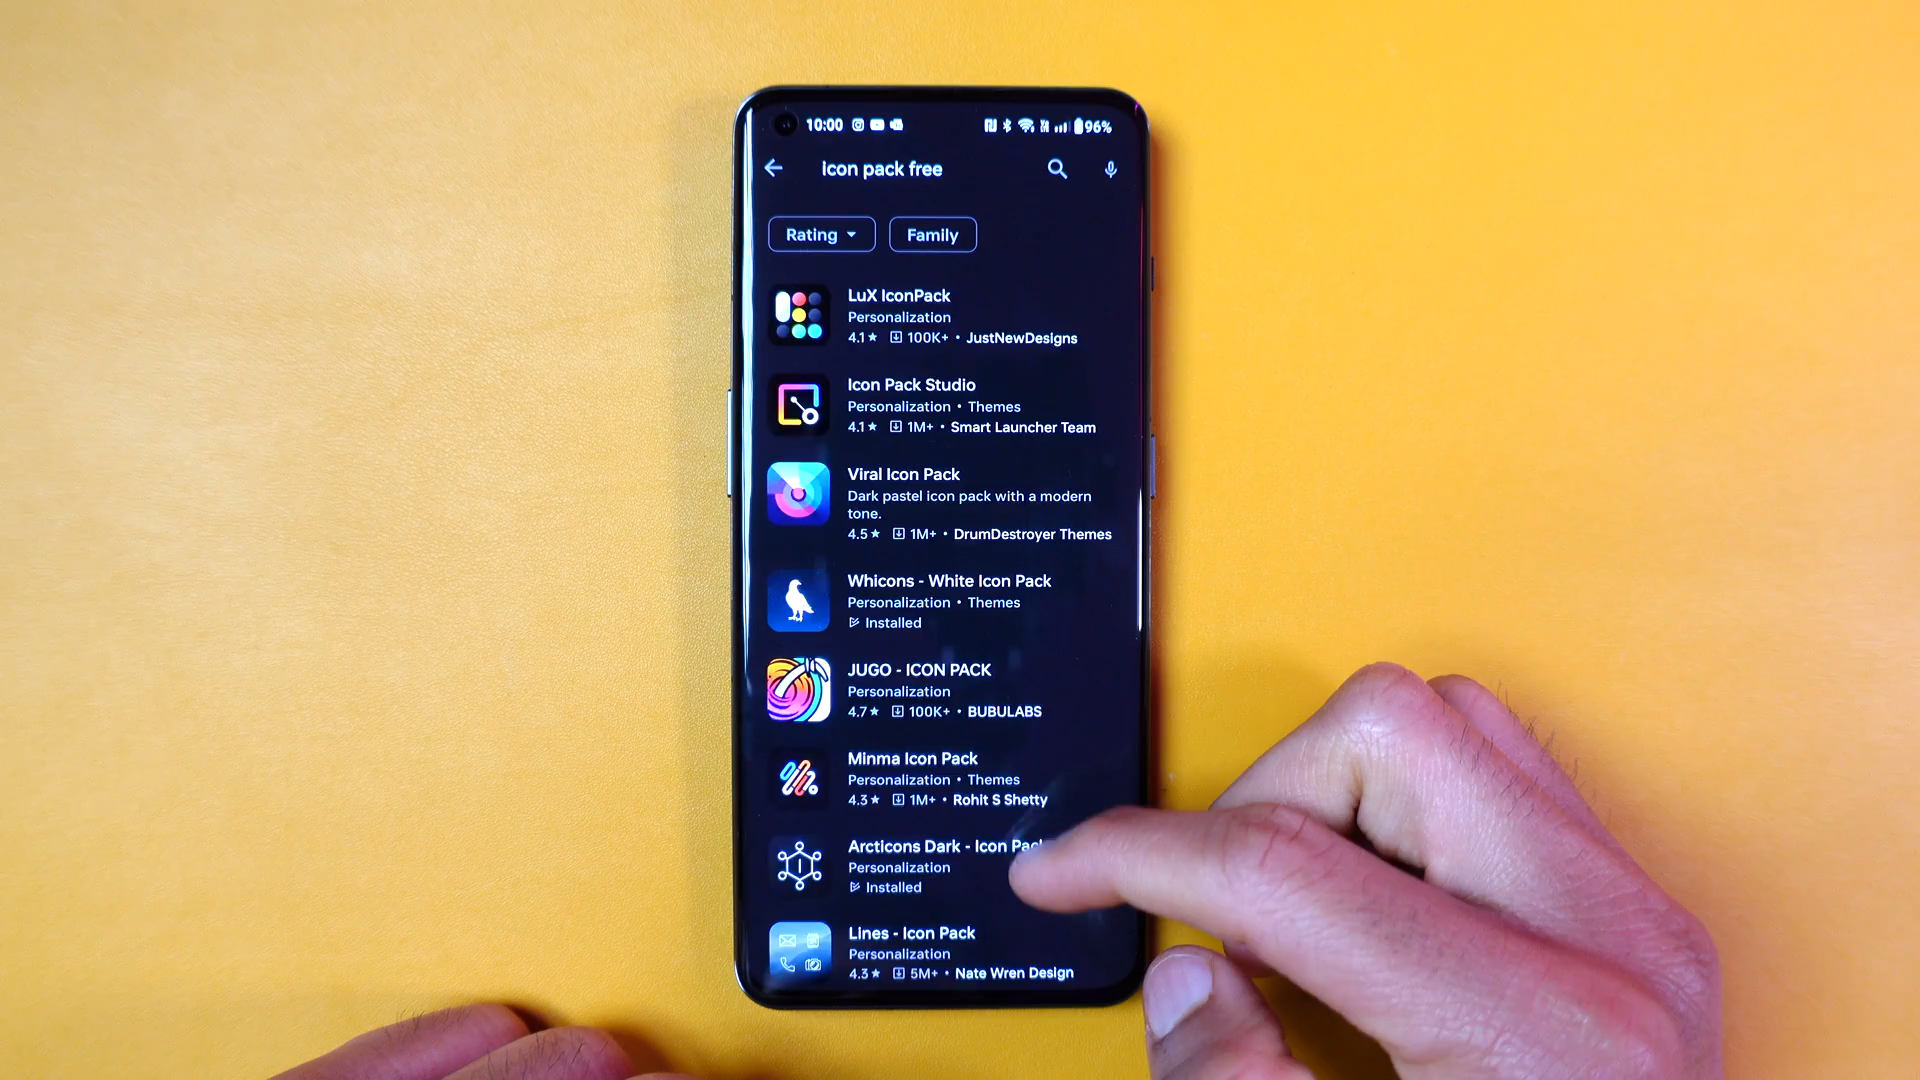 10:00
96%
icon pack free
Rating
Family
LuX IconPack
Personalization
4.1★ 100K+ • JustNewDesigns
Icon Pack Studio
Personalization • Themes
4.1★ 1M+ • Smart Launcher Team
Viral Icon Pack
Dark pastel icon pack with a modern
tone.
4.5★ 1M+ • DrumDestroyer Themes
Whicons - White Icon Pack
Personalization • Themes
Installed
JUGO - ICON PACK
Personalization
4.7★ 100K+ • BUBULABS
Minma Icon Pack
Personalization • Themes
4.3★ 1M+ • Rohit S Shetty
Arcticons Dark - Icon Pack
Personalization
Installed
Lines - Icon Pack
Personalization
4.3★ 5M+ • Nate Wren Design